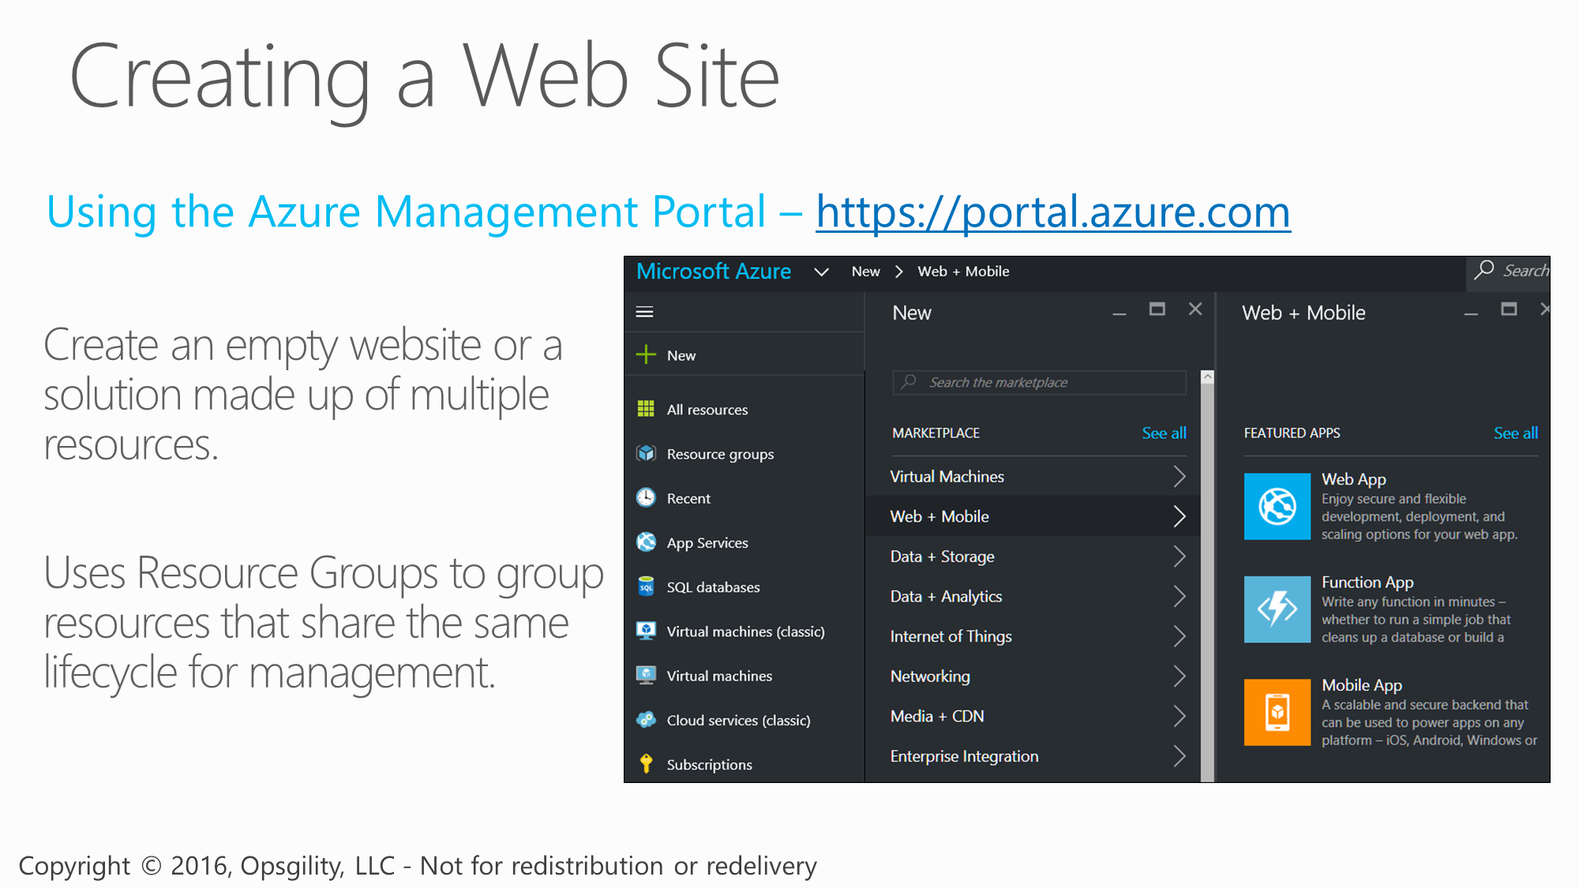 Creating a Web Site
Using the Azure Management Portal – https://portal.azure.com
Create an empty website or a
solution made up of multiple
resources.
Uses Resource Groups to group
resources that share the same
lifecycle for management.
Microsoft Azure New > Web + Mobile Search
New
All resources
Resource groups
Recent
App Services
SQL databases
Virtual machines (classic)
Virtual machines
Cloud services (classic)
Subscriptions
New
Search the marketplace
MARKETPLACE See all
Virtual Machines
Web + Mobile
Data + Storage
Data + Analytics
Internet of Things
Networking
Media + CDN
Enterprise Integration
Web + Mobile
FEATURED APPS See all
Web App
Enjoy secure and flexible
development, deployment, and
scaling options for your web app.
Function App
Write any function in minutes –
whether to run a simple job that
cleans up a database or build a
Mobile App
A scalable and secure backend that
can be used to power apps on any
platform – iOS, Android, Windows or
Copyright © 2016, Opsgility, LLC - Not for redistribution or redelivery